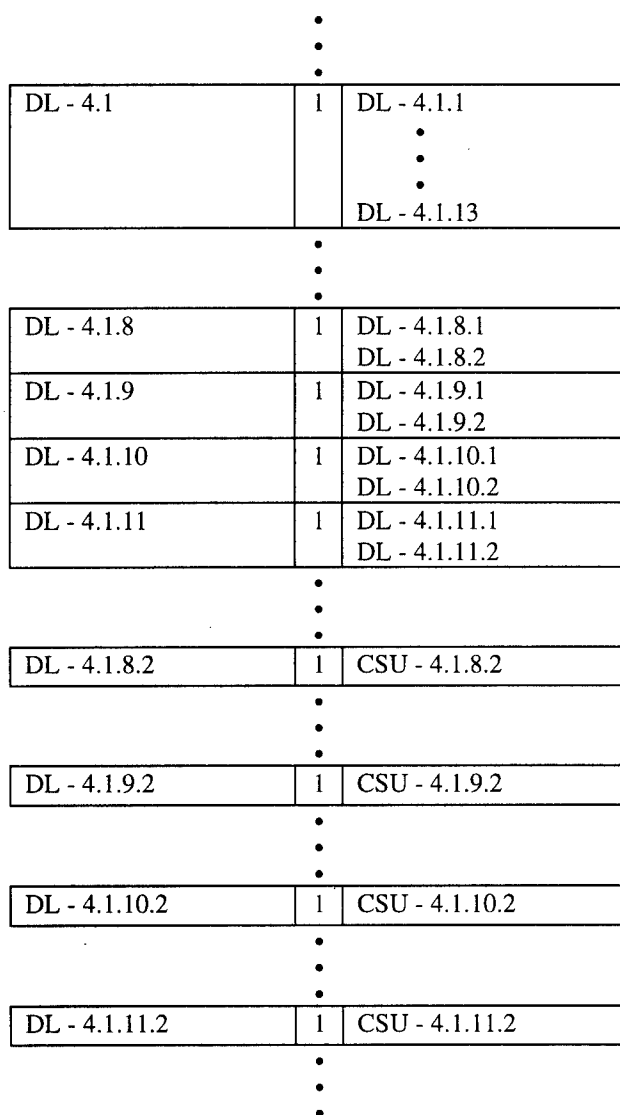 •
•
•
DL - 4.1 1 DL - 4.1.1
•
•
•
DL - 4.1.13
•
•
•
DL - 4.1.8 1 DL - 4.1.8.1
DL - 4.1.8.2
DL - 4.1.9 1 DL - 4.1.9.1
DL - 4.1.9.2
DL - 4.1.10 1 DL - 4.1.10.1
DL - 4.1.10.2
DL - 4.1.11 1 DL - 4.1.11.1
DL - 4.1.11.2
•
•
•
DL - 4.1.8.2 1 CSU - 4.1.8.2
•
•
•
DL - 4.1.9.2 1 CSU - 4.1.9.2
•
•
•
DL - 4.1.10.2 1 CSU - 4.1.10.2
•
•
•
DL - 4.1.11.2 1 CSU - 4.1.11.2
•
•
•